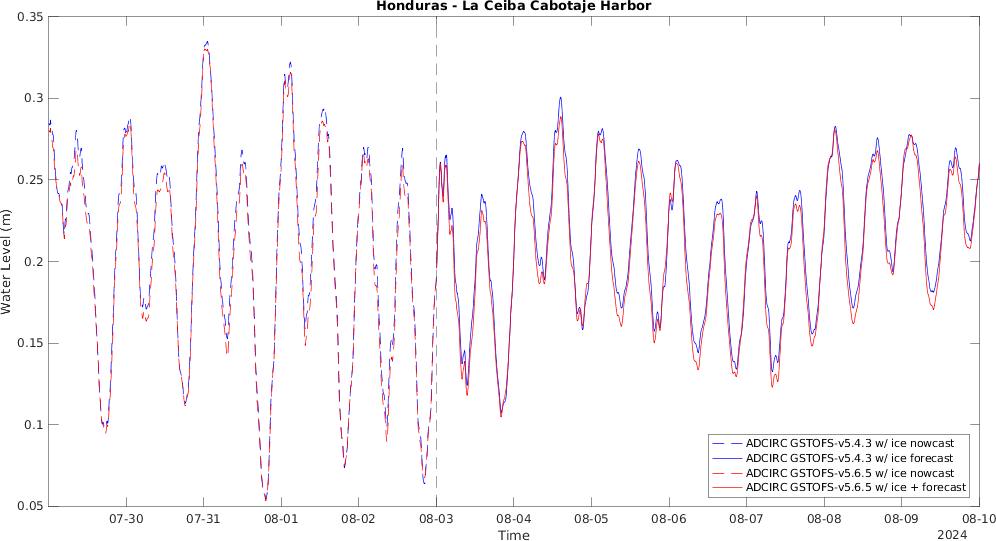 Honduras - La Ceiba Cabotaje Harbor
Water Level (m)
0.35
0.3
0.25
0.2
0.15
0.1
0.05
ADCIRC GSTOFS-v5.4.3 w/ ice nowcast
ADCIRC GSTOFS-v5.4.3 w/ ice forecast
ADCIRC GSTOFS-v5.6.5 w/ ice nowcast
ADCIRC GSTOFS-v5.6.5 w/ ice + forecast
07-30 07-31 08-01 08-02 08-03 08-04 08-05 08-06 08-07 08-08 08-09 08-10
Time
2024